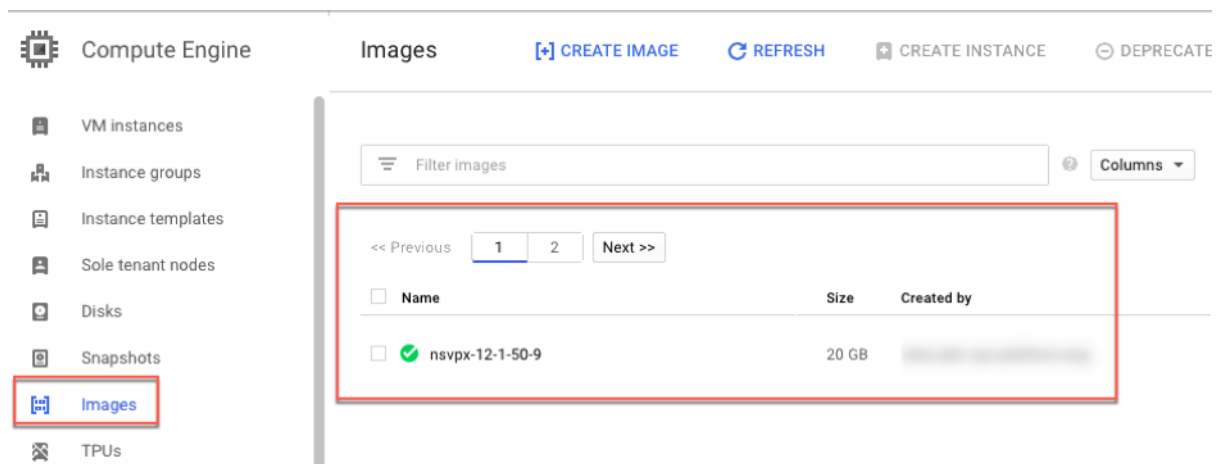 Compute Engine
Images
CREATE IMAGE
REFRESH
CREATE INSTANCE
DEPRECATE
VM instances
Instance groups
Instance templates
Sole tenant nodes
Disks
Snapshots
Images
TPUs
Filter images
Columns
<< Previous 1 2 Next >>
Name Size Created by
nsvpx-12-1-50-9 20 GB